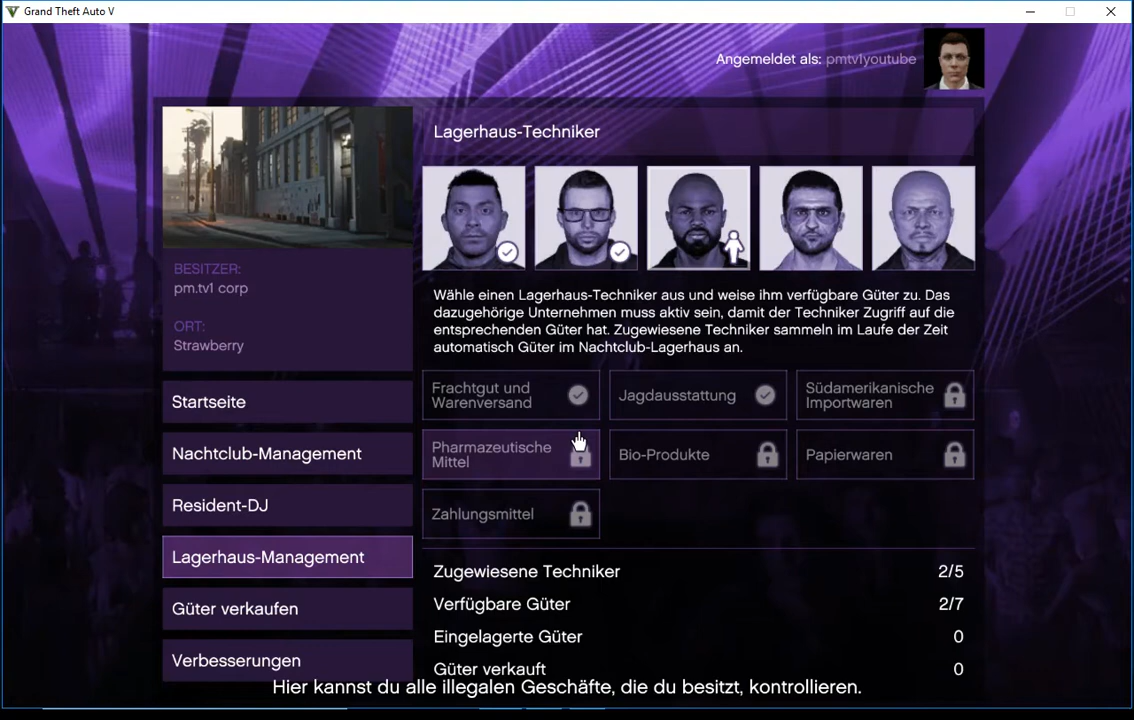 Grand Theft Auto V
Angemeldet als: pmtv1youtube
Lagerhaus-Techniker
BESITZER:
pm.tv1 corp
ORT:
Strawberry
Wähle einen Lagerhaus-Techniker aus und weise ihm verfügbare Güter zu. Das
dazugehörige Unternehmen muss aktiv sein, damit der Techniker Zugriff auf die
entsprechenden Güter hat. Zugewiesene Techniker sammeln im Laufe der Zeit
automatisch Güter im Nachtclub-Lagerhaus an.
Startseite
Nachtclub-Management
Resident-DJ
Lagerhaus-Management
Güter verkaufen
Verbesserungen
Frachtgut und
Warenversand
Jagdausstattung
Südamerikanische
Importwaren
Pharmazeutische
Mittel
Bio-Produkte
Papierwaren
Zahlungsmittel
Zugewiesene Techniker 2/5
Verfügbare Güter 2/7
Eingelagerte Güter 0
Güter verkauft 0
Hier kannst du alle illegalen Geschäfte, die du besitzt, kontrollieren.